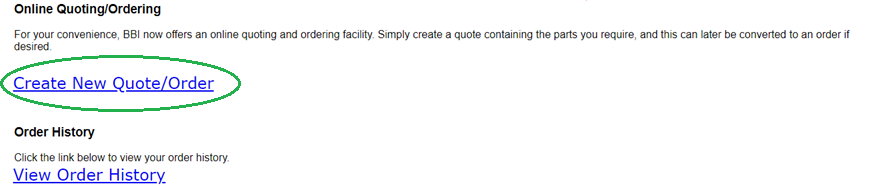 Online Quoting/Ordering
For your convenience, BBI now offers an online quoting and ordering facility. Simply create a quote containing the parts you require, and this can later be converted to an order if
desired.
Create New Quote/Order
Order History
Click the link below to view your order history.
View Order History